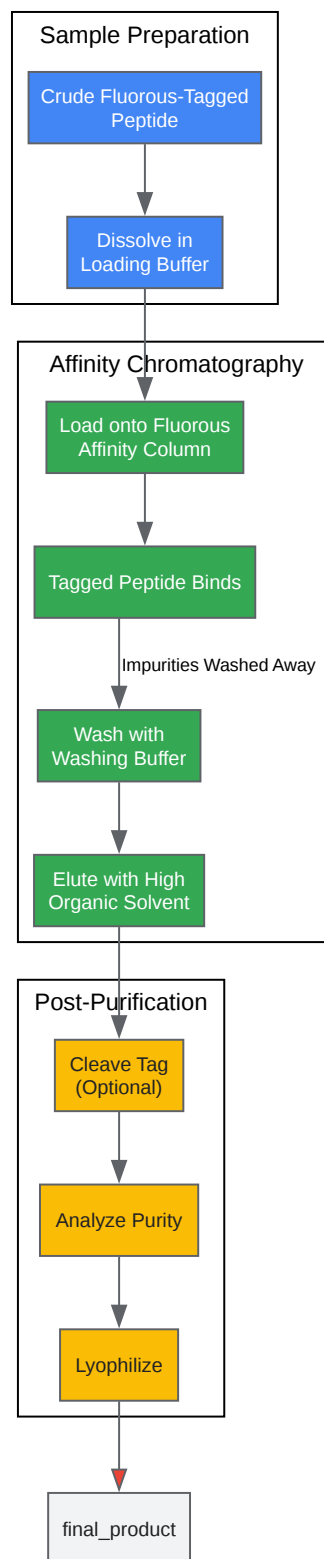 Sample Preparation
Crude Fluorous-Tagged
Peptide
Dissolve in
Loading Buffer
Affinity Chromatography
Load onto Fluorous
Affinity Column
Tagged Peptide Binds
Impurities Washed Away
Wash with
Washing Buffer
Elute with High
Organic Solvent
Post-Purification
Cleave Tag
(Optional)
Analyze Purity
Lyophilize
final_product